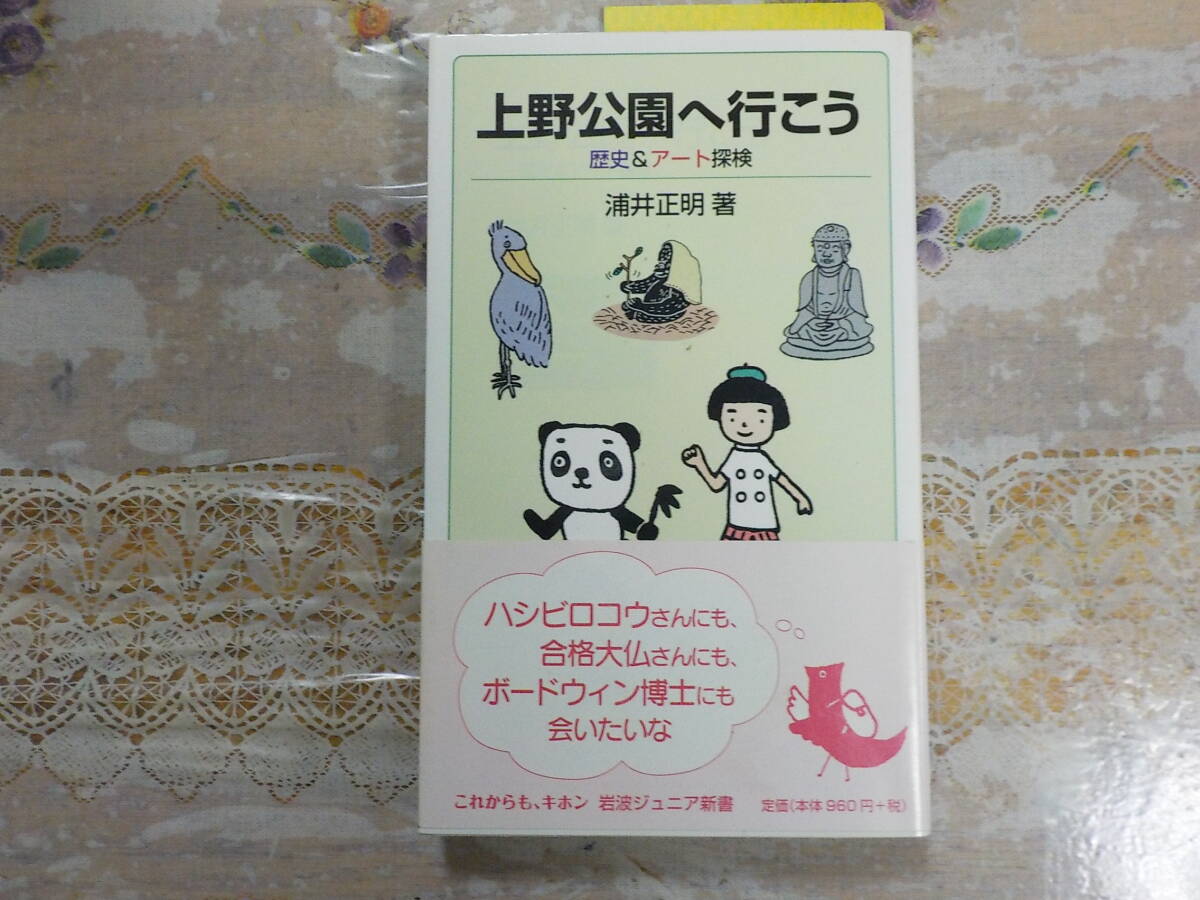 上野公園へ行こう
歴史&アート探検
浦井正明 著
ハシビロコウさんにも、
合格大仏さんにも、
ボードウィン博士にも
会いたいな
これからも、キホン 岩波ジュニア新書
定価(本体960円+税)